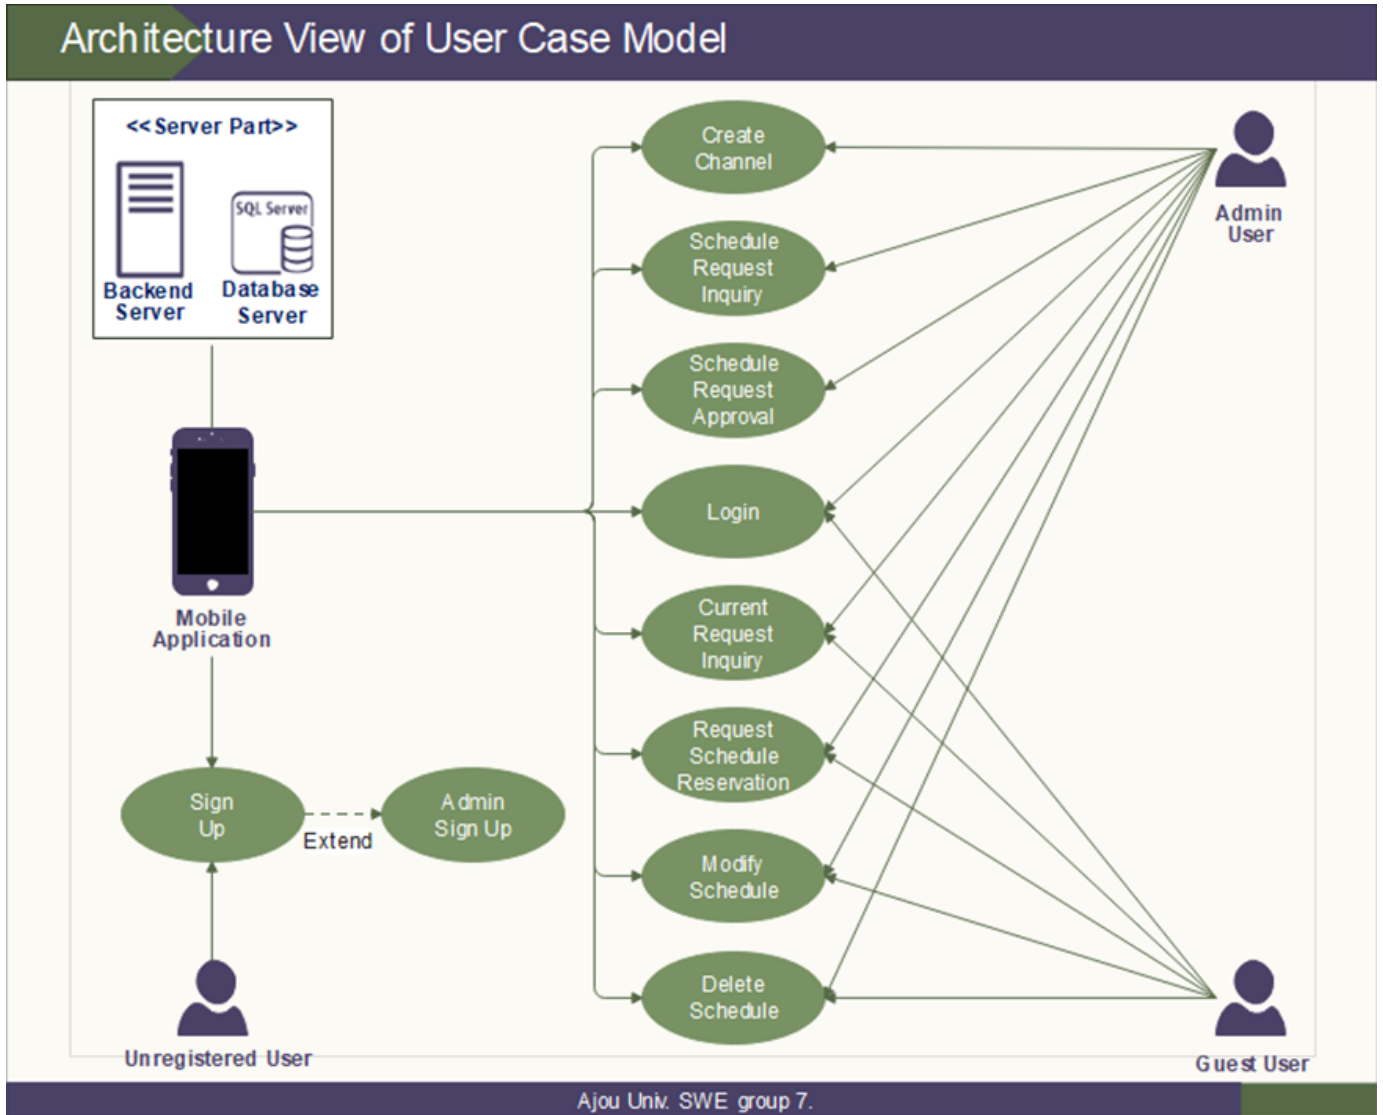 Architecture View of User Case Model
<<Server Part>>
SQL Server
Backend
Server
Database
Server
Mobile
Application
Sign
Up
Extend
Admin
Sign Up
Unregistered User
Create
Channel
Schedule
Request
Inquiry
Schedule
Request
Approval
Login
Current
Request
Inquiry
Request
Schedule
Reservation
Modify
Schedule
Delete
Schedule
Admin
User
Guest User
Ajou Univ. SWE group 7.